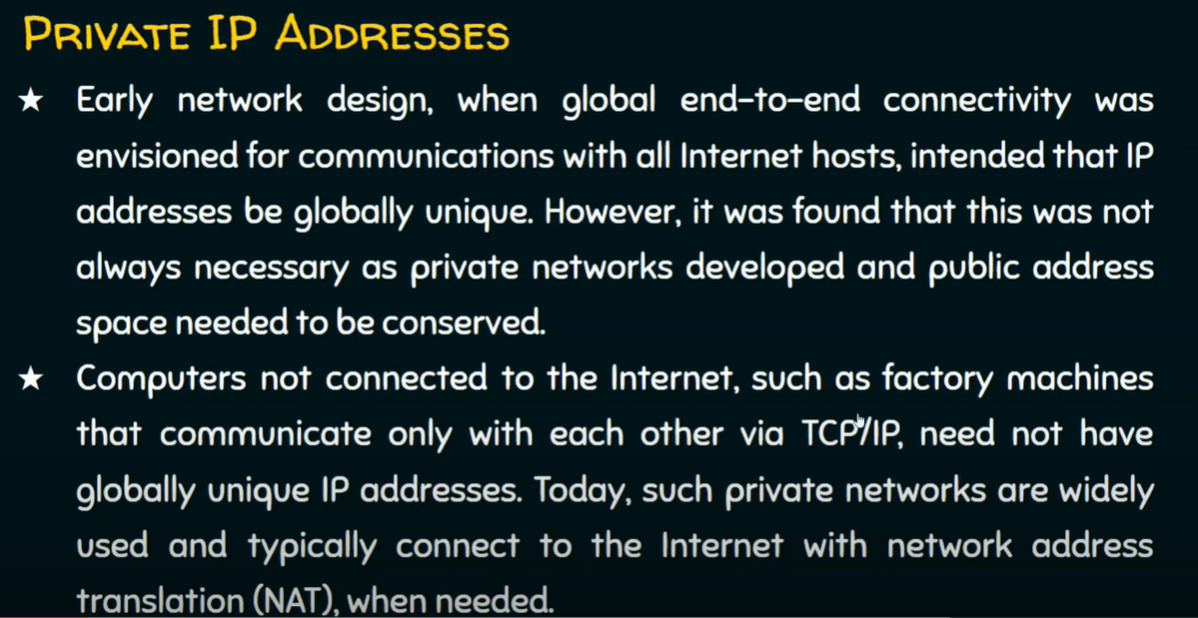 PRIVATE IP ADDRESSES
★ Early network design, when global end-to-end connectivity was
envisioned for communications with all Internet hosts, intended that IP
addresses be globally unique. However, it was found that this was not
always necessary as private networks developed and public address
space needed to be conserved.
★ Computers not connected to the Internet, such as factory machines
that communicate only with each other via TCP/IP, need not have
globally unique IP addresses. Today, such private networks are widely
used and typically connect to the Internet with network address
translation (NAT), when needed.